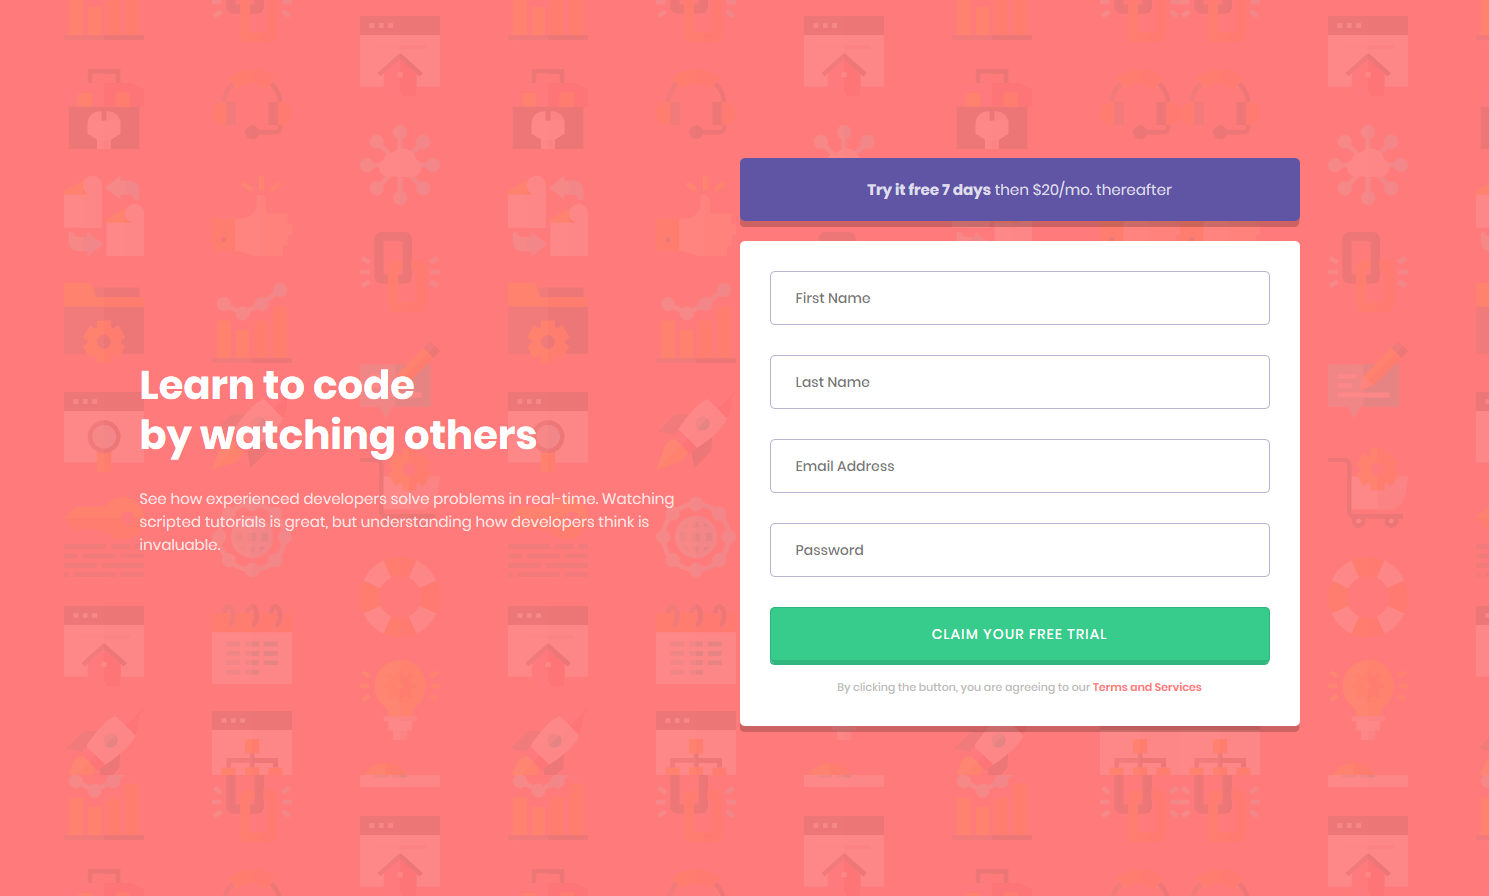 Learn to code
by watching others
See how experienced developers solve problems in real-time. Watching
scripted tutorials is great, but understanding how developers think is
invaluable.
Try it free 7 days then $20/mo. thereafter
First Name
Last Name
Email Address
Password
CLAIM YOUR FREE TRIAL
By clicking the button, you are agreeing to our Terms and Services